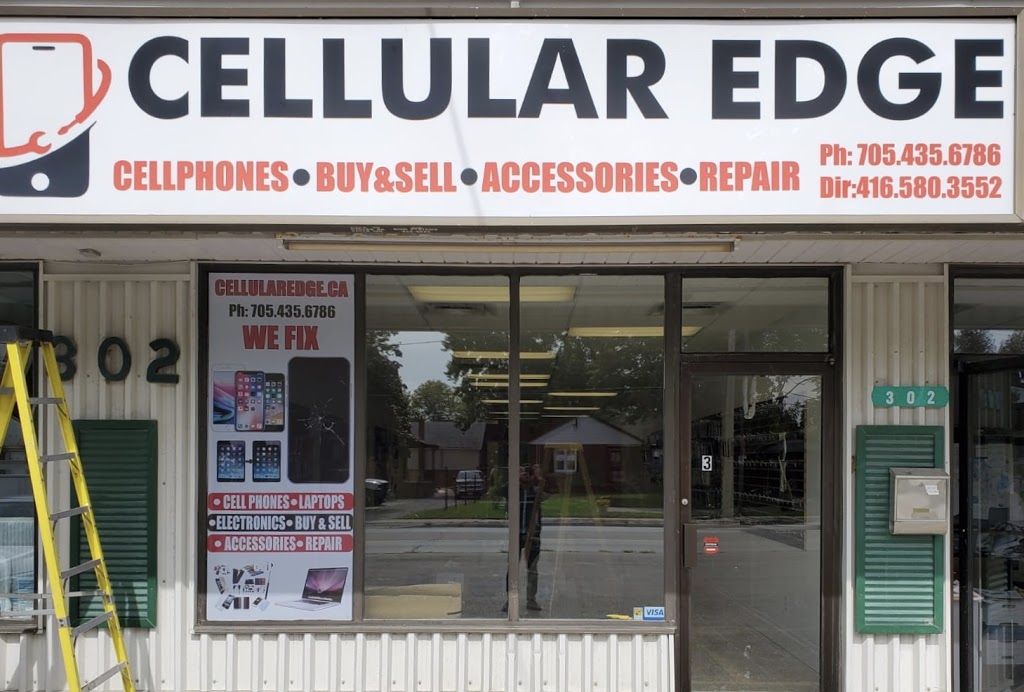 CELLULAR EDGE
CELLPHONES•BUY&SELL•ACCESSORIES•REPAIR
Ph: 705.435.6786
Dir:416.580.3552
CELLULAREDGE.CA
Ph: 705.435.6786
WE FIX
•CELL PHONES•LAPTOPS
•ELECTRONICS•BUY & SELL
•ACCESSORIES•REPAIR
302
302
3
VISA